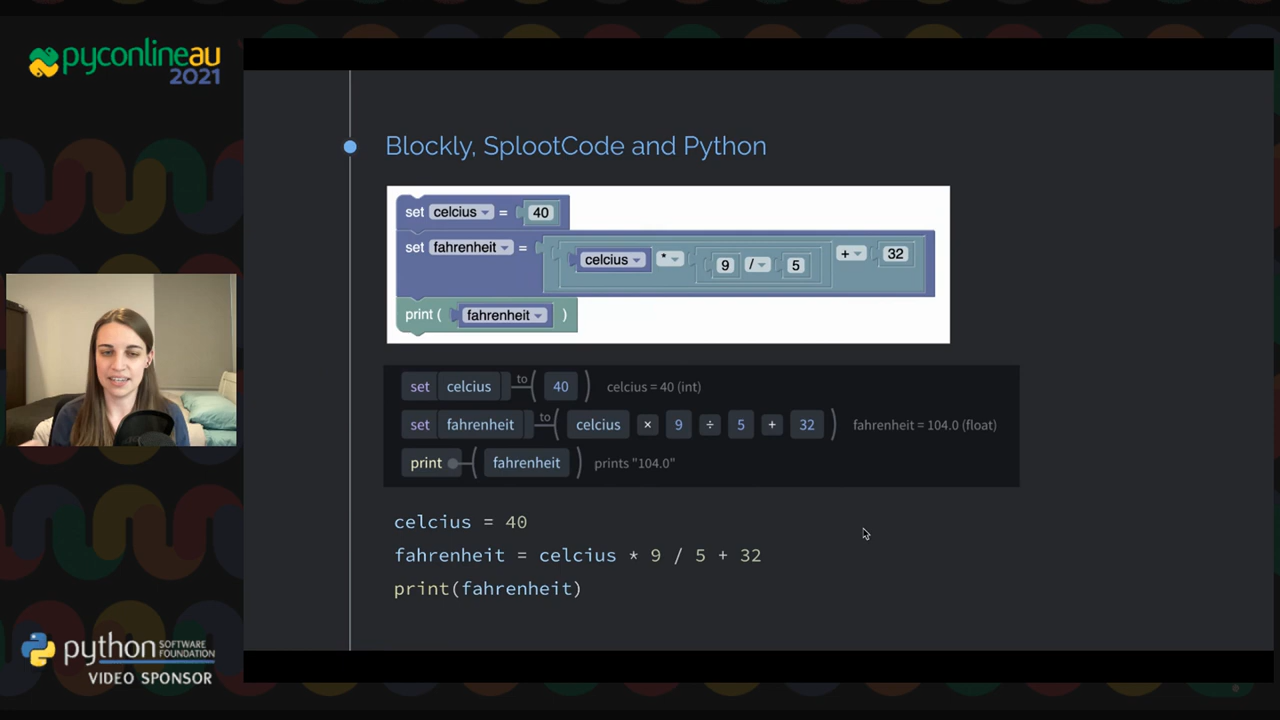 pyconlineau
2021
Blockly, SplootCode and Python
set celcius = 40
set fahrenheit = celcius * 9 / 5 + 32
print ( fahrenheit )
set celcius to ( 40 ) celcius = 40 (int)
set fahrenheit to ( celcius × 9 ÷ 5 + 32 ) fahrenheit = 104.0 (float)
print ( fahrenheit ) prints "104.0"
celcius = 40
fahrenheit = celcius * 9 / 5 + 32
print(fahrenheit)
python SOFTWARE FOUNDATION
VIDEO SPONSOR